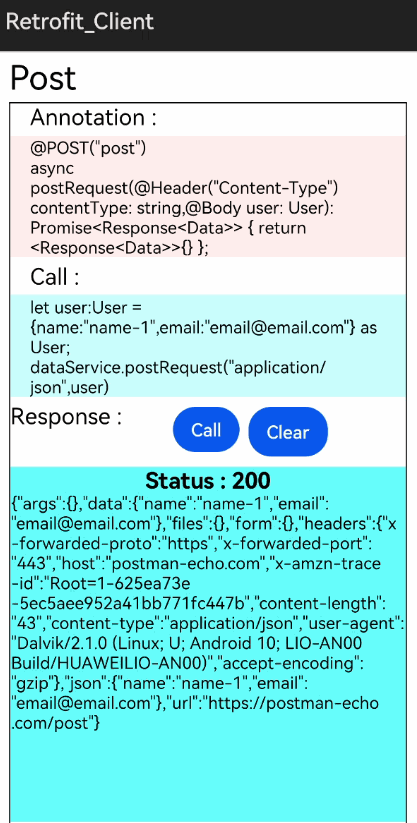 Retrofit_Client
Post
Annotation :
@POST("post")
async
postRequest(@Header("Content-Type")
contentType: string,@Body user: User):
Promise<Response<Data>> { return
<Response<Data>>{} };
Call :
let user:User =
{name:"name-1",email:"email@email.com"} as
User;
dataService.postRequest("application/
json",user)
Response :
Call
Clear
Status : 200
{"args":{},"data":{"name":"name-1","email":
"email@email.com"},"files":{},"form":{},"headers":{"x
-forwarded-proto":"https","x-forwarded-port":
"443","host":"postman-echo.com","x-amzn-trace
-id":"Root=1-625ea73e
-5ec5aee952a41bb771fc447b","content-length":
"43","content-type":"application/json","user-agent":
"Dalvik/2.1.0 (Linux; U; Android 10; LIO-AN00
Build/HUAWEILIO-AN00)","accept-encoding":
"gzip"},"json":{"name":"name-1","email":
"email@email.com"},"url":"https://postman-echo
.com/post"}